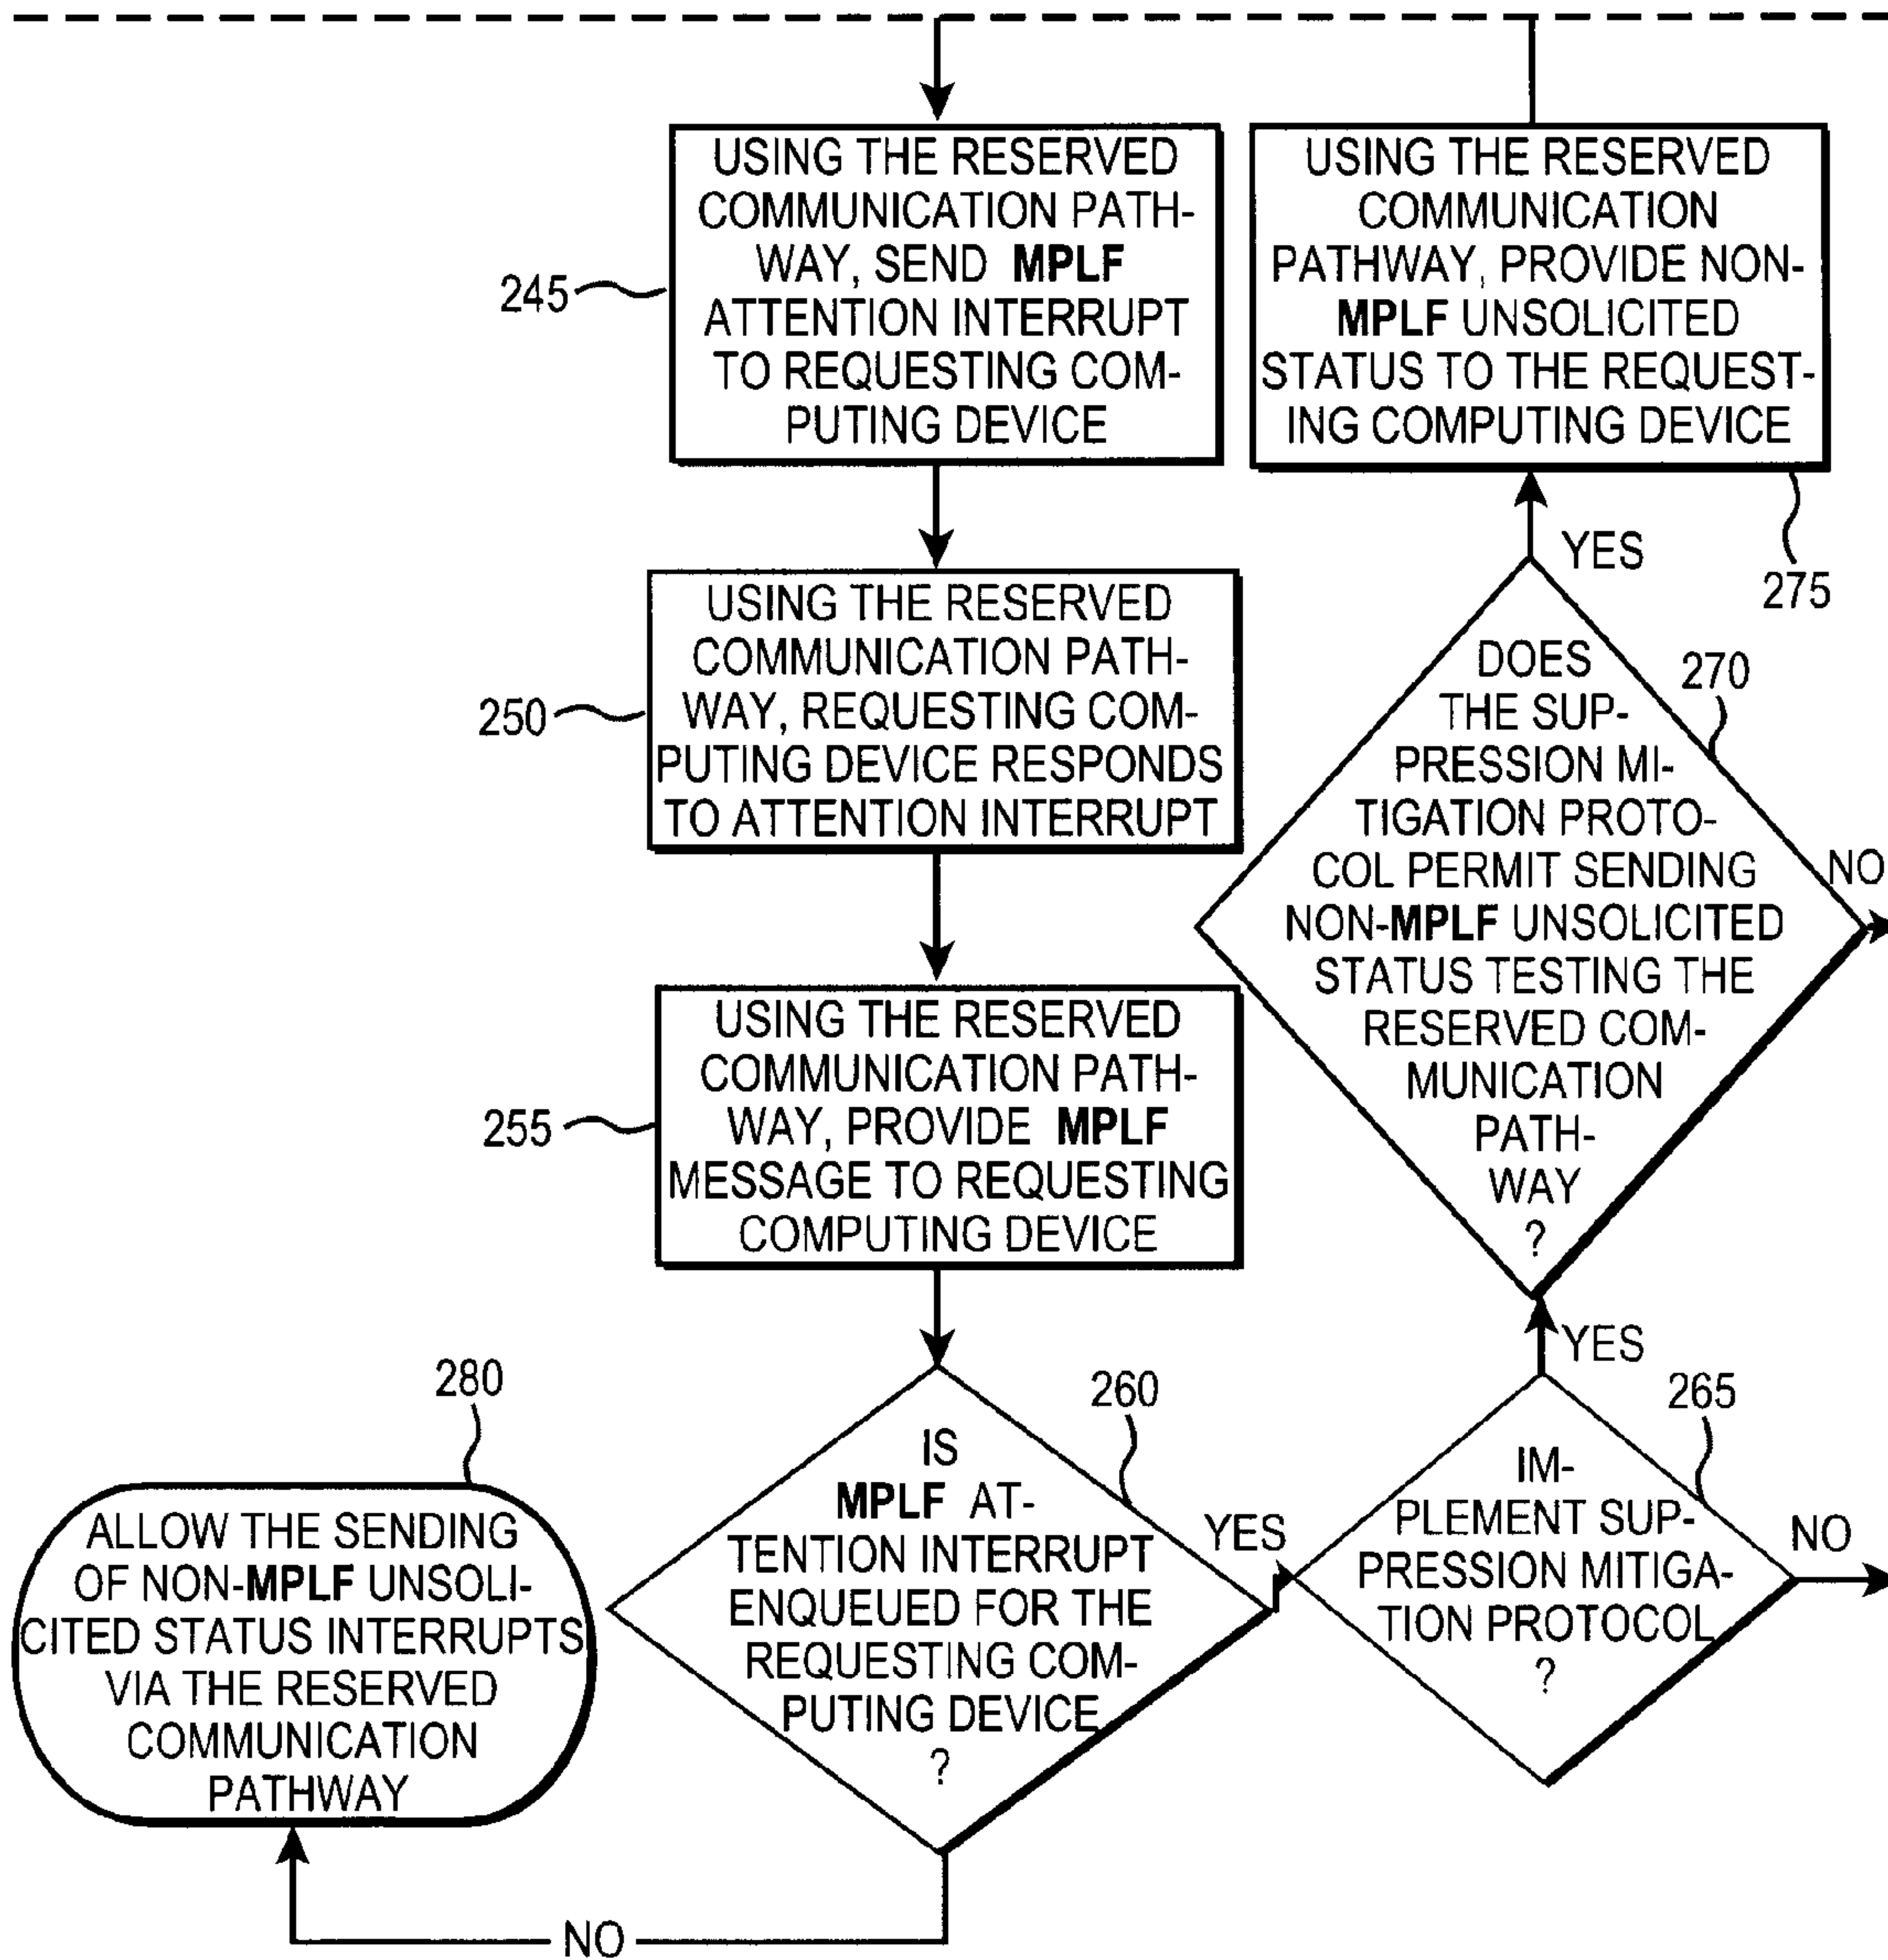 USING THE RESERVED
COMMUNICATION PATH-
WAY, SEND MPLF
ATTENTION INTERRUPT
TO REQUESTING COM-
PUTING DEVICE
245
USING THE RESERVED
COMMUNICATION PATH-
WAY, REQUESTING COM-
PUTING DEVICE RESPONDS
TO ATTENTION INTERRUPT
250
USING THE RESERVED
COMMUNICATION PATH-
WAY, PROVIDE MPLF
MESSAGE TO REQUESTING
COMPUTING DEVICE
255
IS
MPLF AT-
TENTION INTERRUPT
ENQUEUED FOR THE
REQUESTING COM-
PUTING DEVICE
?
260
YES
NO
280
ALLOW THE SENDING
OF NON-MPLF UNSOLI-
CITED STATUS INTERRUPTS
VIA THE RESERVED
COMMUNICATION
PATHWAY
IM-
PLEMENT SUP-
PRESSION MITIGA-
TION PROTOCOL
?
265
NO
YES
DOES
THE SUP-
PRESSION MI-
TIGATION PROTO-
COL PERMIT SENDING
NON-MPLF UNSOLICITED
STATUS TESTING THE
RESERVED COM-
MUNICATION
PATH-
WAY
?
270
NO
YES
USING THE RESERVED
COMMUNICATION
PATHWAY, PROVIDE NON-
MPLF UNSOLICITED
STATUS TO THE REQUEST-
ING COMPUTING DEVICE
275